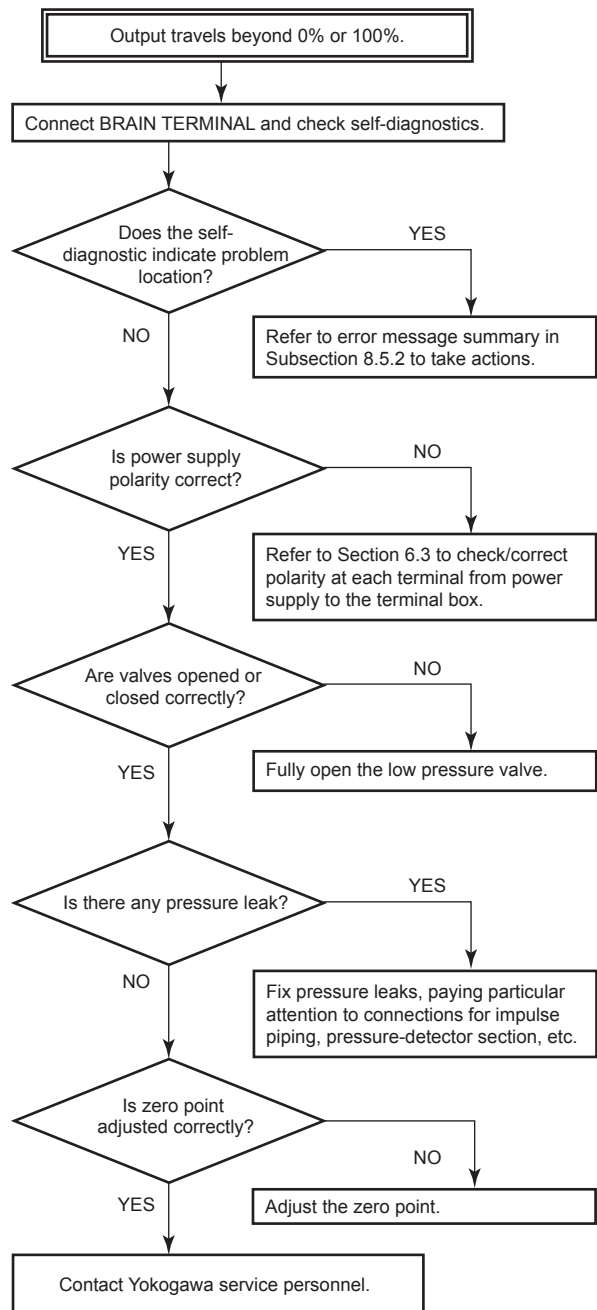 Output travels beyond 0% or 100%.
Connect BRAIN TERMINAL and check self-diagnostics.
Does the self-
diagnostic indicate problem
location?
YES
NO
Refer to error message summary in
Subsection 8.5.2 to take actions.
Is power supply
polarity correct?
NO
YES
Refer to Section 6.3 to check/correct
polarity at each terminal from power
supply to the terminal box.
Are valves opened or
closed correctly?
NO
YES
Fully open the low pressure valve.
Is there any pressure leak?
YES
NO
Fix pressure leaks, paying particular
attention to connections for impulse
piping, pressure-detector section, etc.
Is zero point
adjusted correctly?
NO
YES
Adjust the zero point.
Contact Yokogawa service personnel.